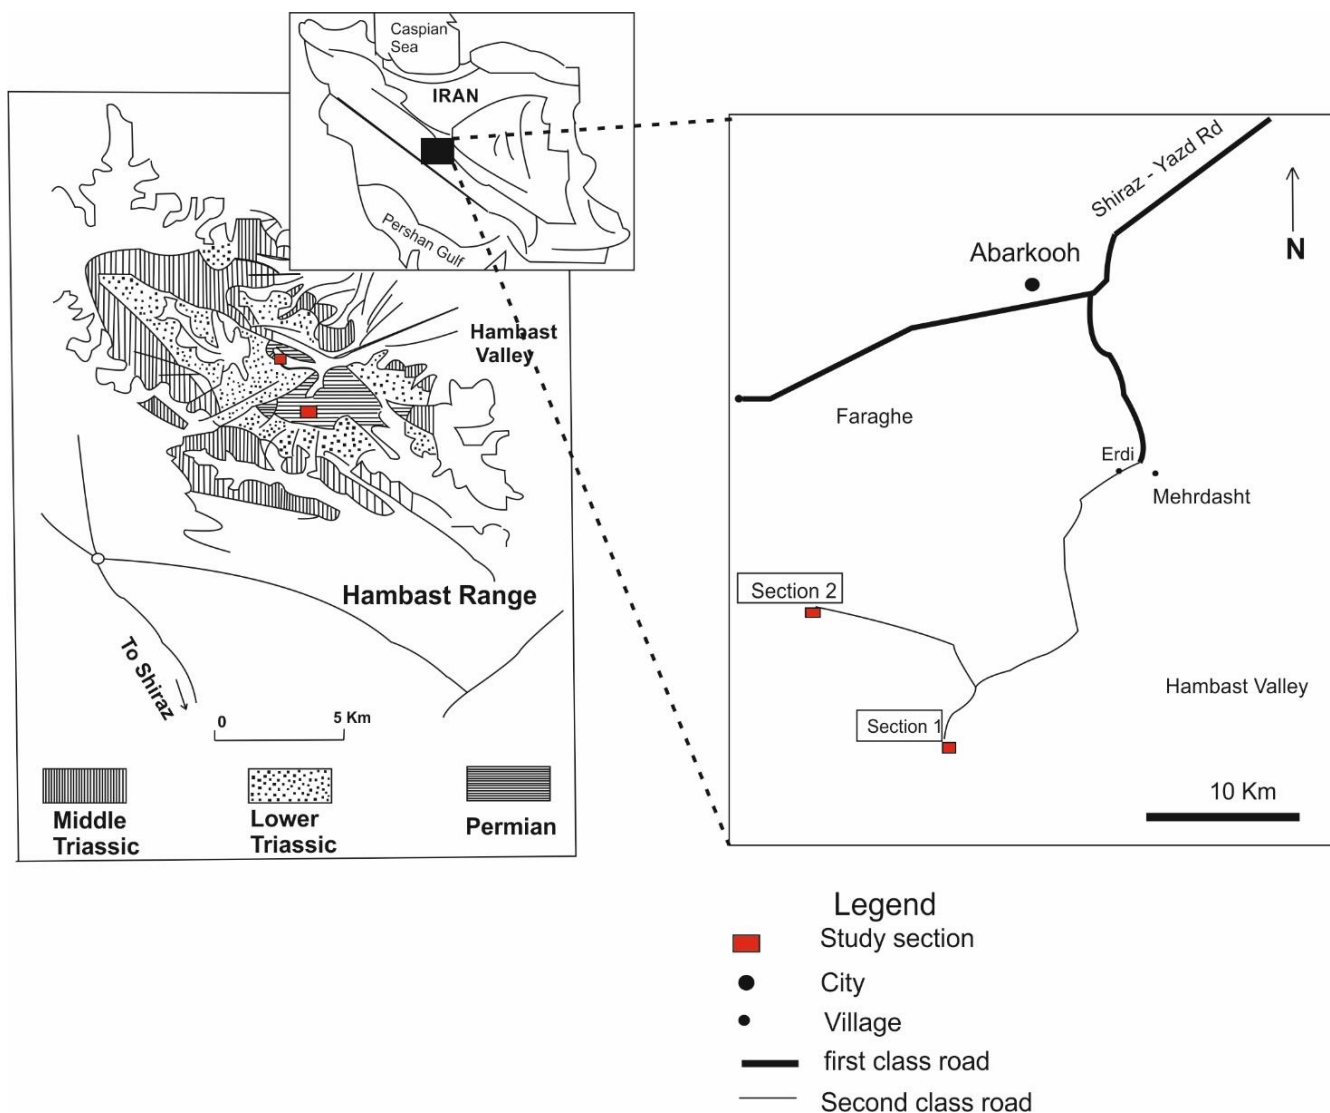 Caspian
Sea
IRAN
Pershan Gulf
Hambast
Valley
Hambast Range
To Shiraz
0
5 Km
Middle
Triassic
Lower
Triassic
Permian
Shiraz - Yazd Rd
N
Abarkooh
Faraghe
Erdi
Mehrdasht
Section 2
Hambast Valley
Section 1
10 Km
Legend
Study section
City
Village
first class road
Second class road